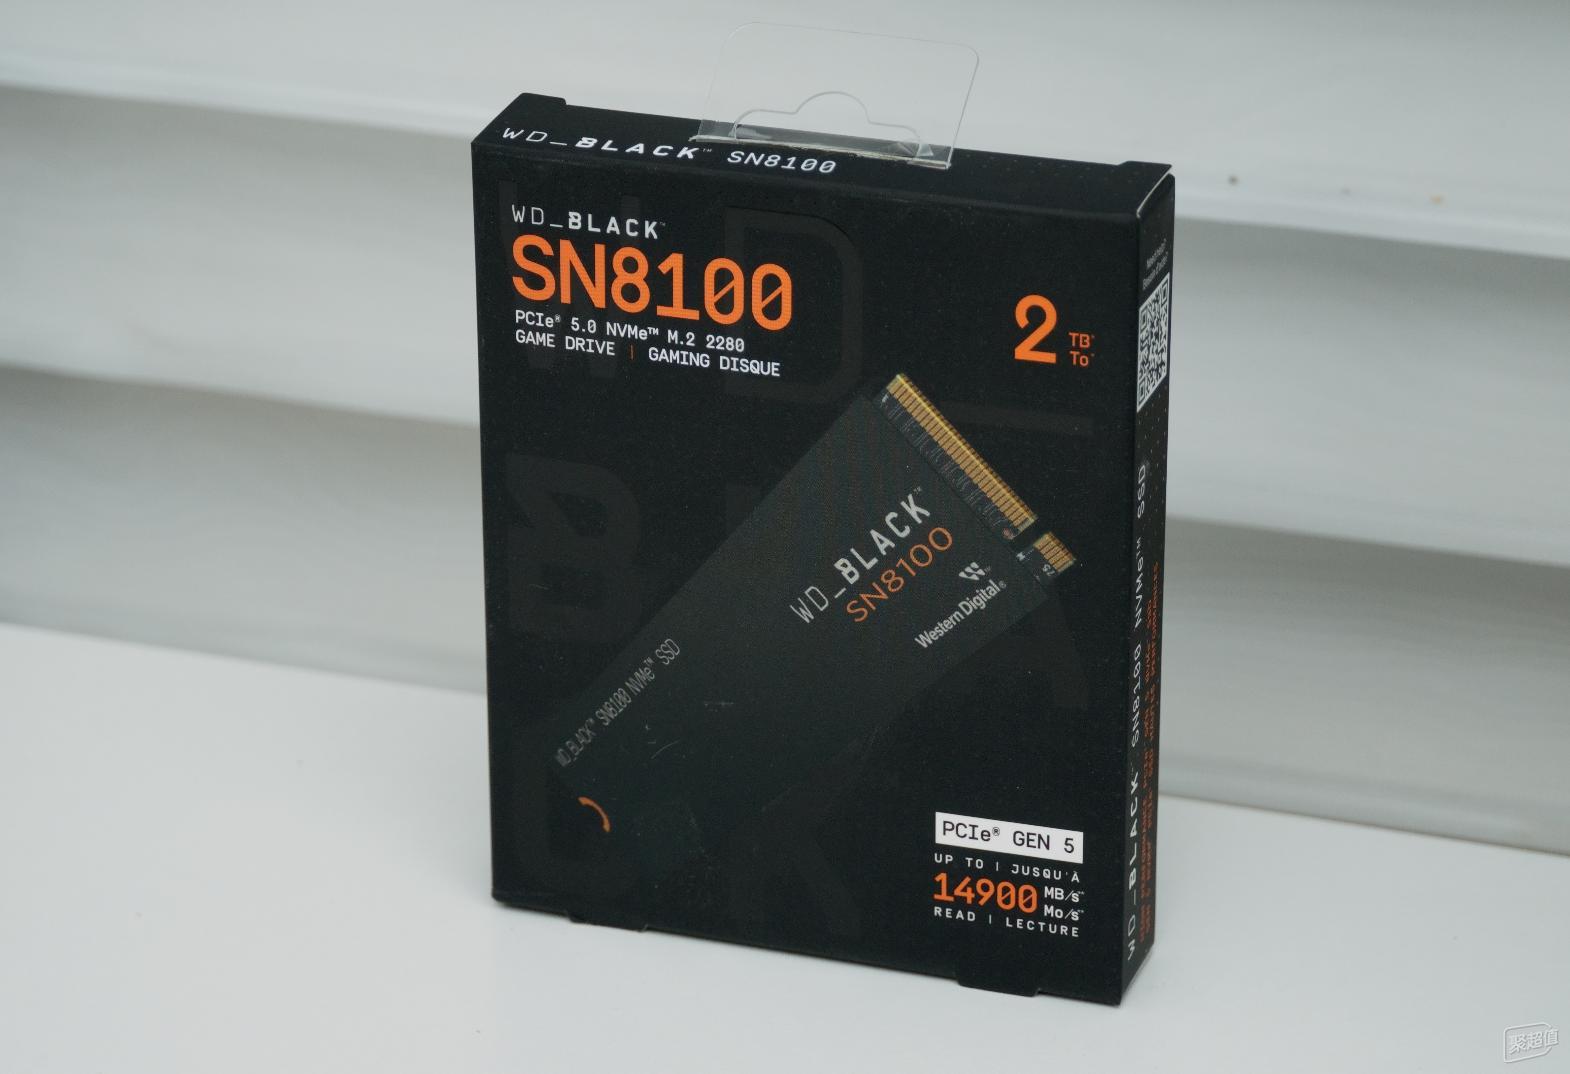 WD_BLACK™ SN8100
WD_BLACK™
SN8100
PCIe® 5.0 NVMe™ M.2 2280
GAME DRIVE | GAMING DISQUE
2 TB*
To*
WD_BLACK™
SN8100
Western Digital®
WD_BLACK™ SN8100 NVMe™ SSD
PCIe® GEN 5
UP TO | JUSQU'À
14900 MB/s**
Mo/s**
READ | LECTURE
WD_BLACK™ SN8100 NVMe™ SSD
聚超值